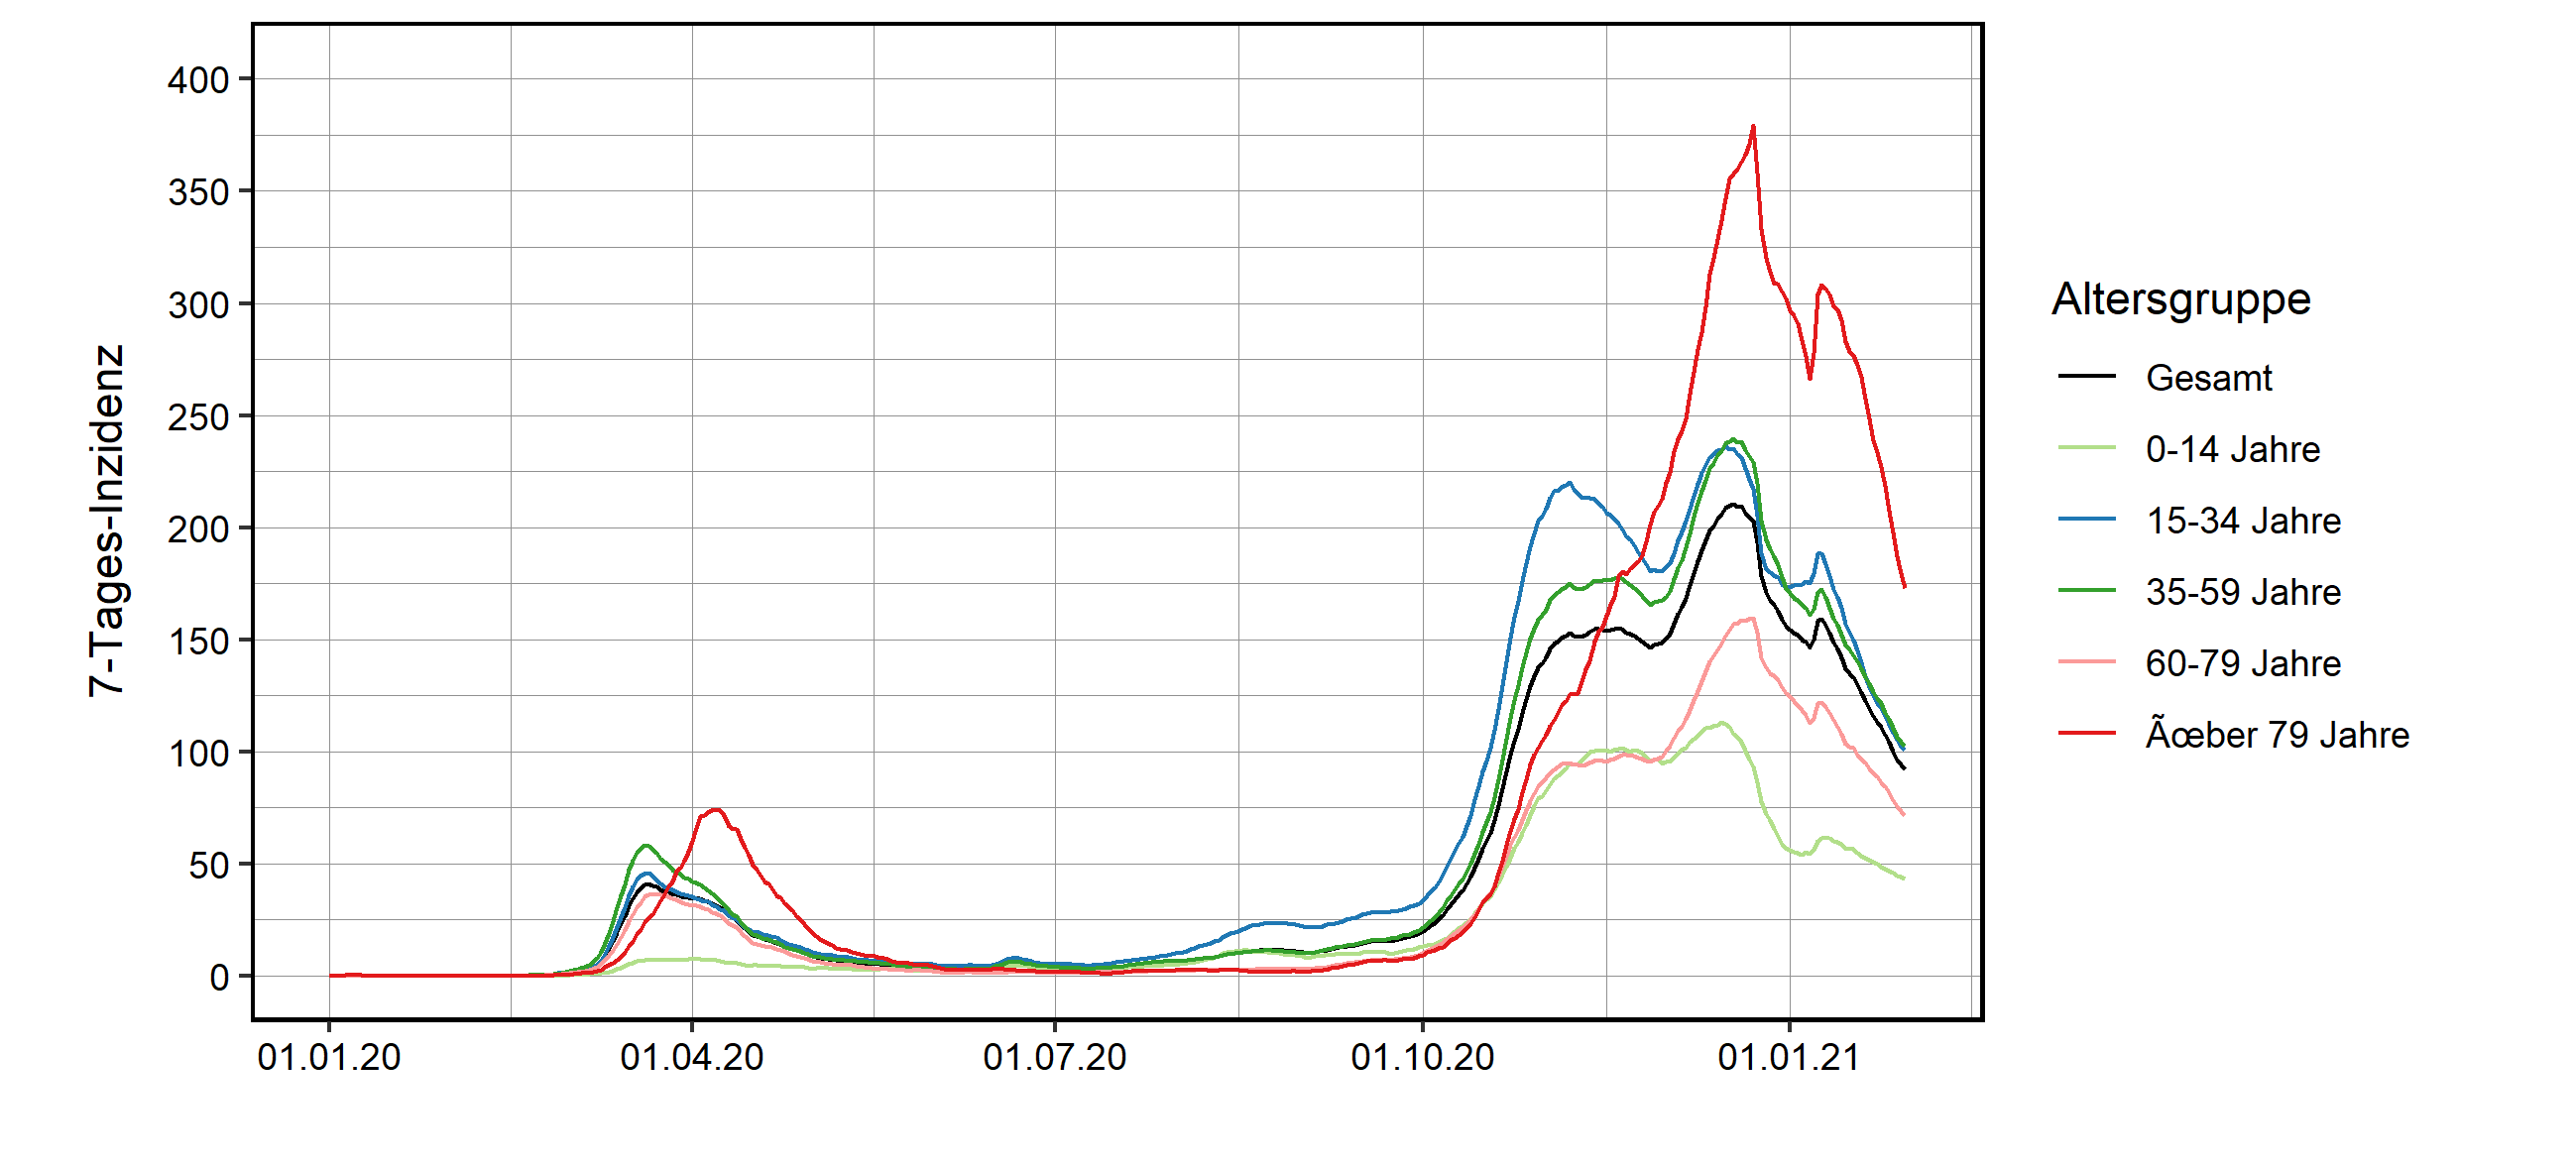 7-Tages-Inzidenz
400
350
300
250
200
150
100
50
0
01.01.20 01.04.20 01.07.20 01.10.20 01.01.21
Altersgruppe
Gesamt
0-14 Jahre
15-34 Jahre
35-59 Jahre
60-79 Jahre
Ãœber 79 Jahre